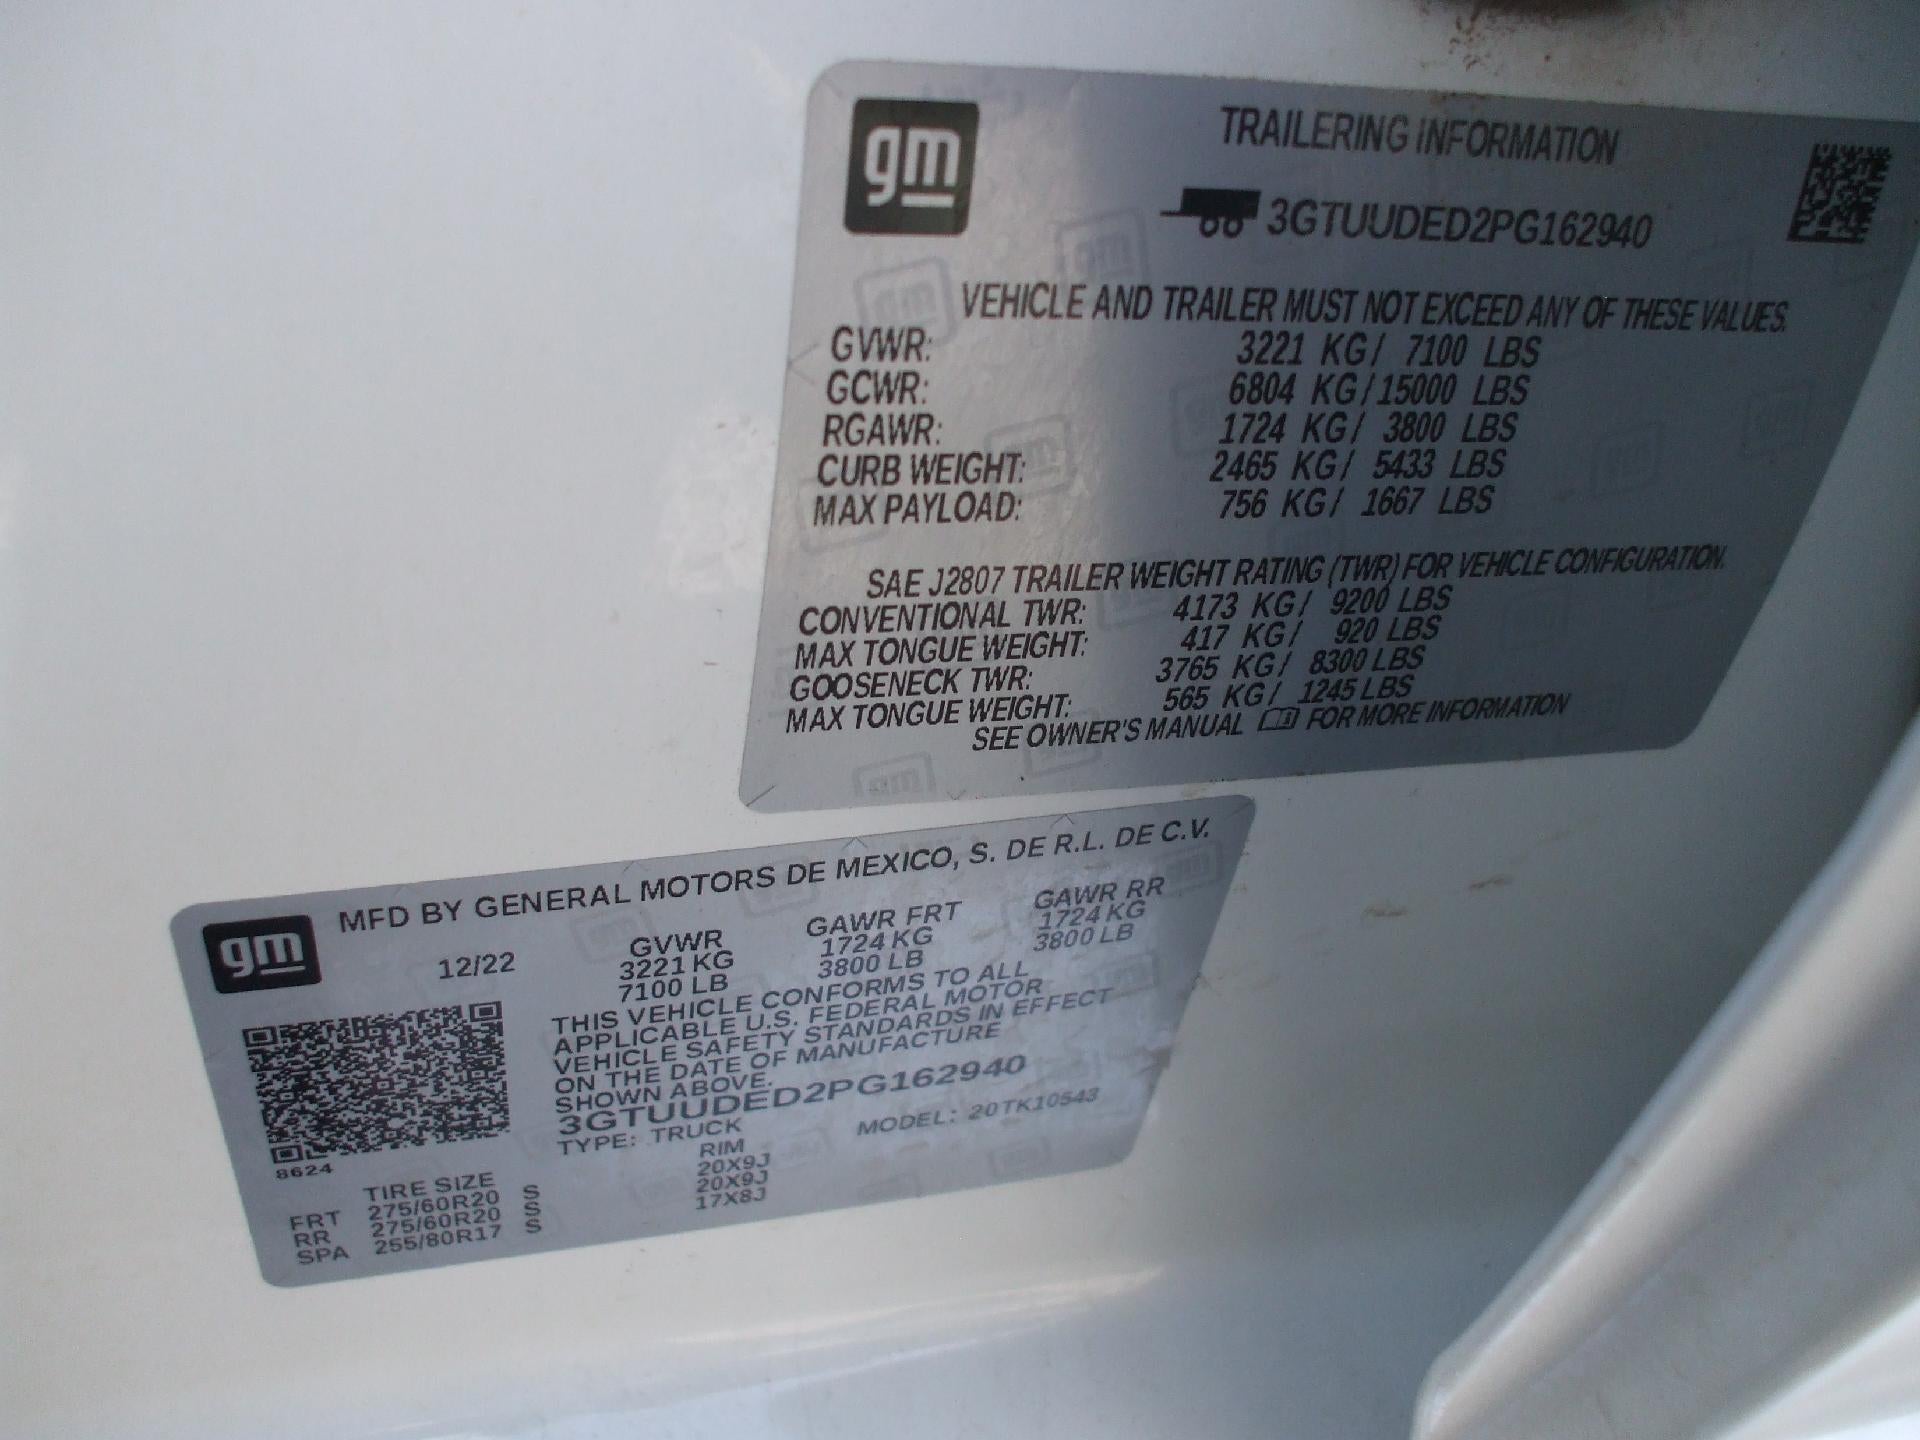 gm
TRAILERING INFORMATION
3GTUUDED2PG162940
VEHICLE AND TRAILER MUST NOT EXCEED ANY OF THESE VALUES.
GVWR: 3221 KG/ 7100 LBS
GCWR: 6804 KG/15000 LBS
RGAWR: 1724 KG/ 3800 LBS
CURB WEIGHT: 2465 KG/ 5433 LBS
MAX PAYLOAD: 756 KG/ 1667 LBS
SAE J2807 TRAILER WEIGHT RATING (TWR) FOR VEHICLE CONFIGURATION.
CONVENTIONAL TWR: 4173 KG/ 9200 LBS
MAX TONGUE WEIGHT: 417 KG/ 920 LBS
GOOSENECK TWR: 3765 KG/ 8300 LBS
MAX TONGUE WEIGHT: 565 KG/ 1245 LBS
SEE OWNER'S MANUAL FOR MORE INFORMATION
gm
MFD BY GENERAL MOTORS DE MEXICO, S. DE R.L. DE C.V.
12/22 GVWR GAWR FRT GAWR RR
3221 KG 1724 KG 1724 KG
7100 LB 3800 LB 3800 LB
THIS VEHICLE CONFORMS TO ALL
APPLICABLE U.S. FEDERAL MOTOR
VEHICLE SAFETY STANDARDS IN EFFECT
ON THE DATE OF MANUFACTURE
SHOWN ABOVE.
3GTUUDED2PG162940
TYPE: TRUCK MODEL: 20TK10543
8624
TIRE SIZE RIM
FRT 275/60R20 S 20X9J
RR 275/60R20 S 20X9J
SPA 255/80R17 S 17X8J